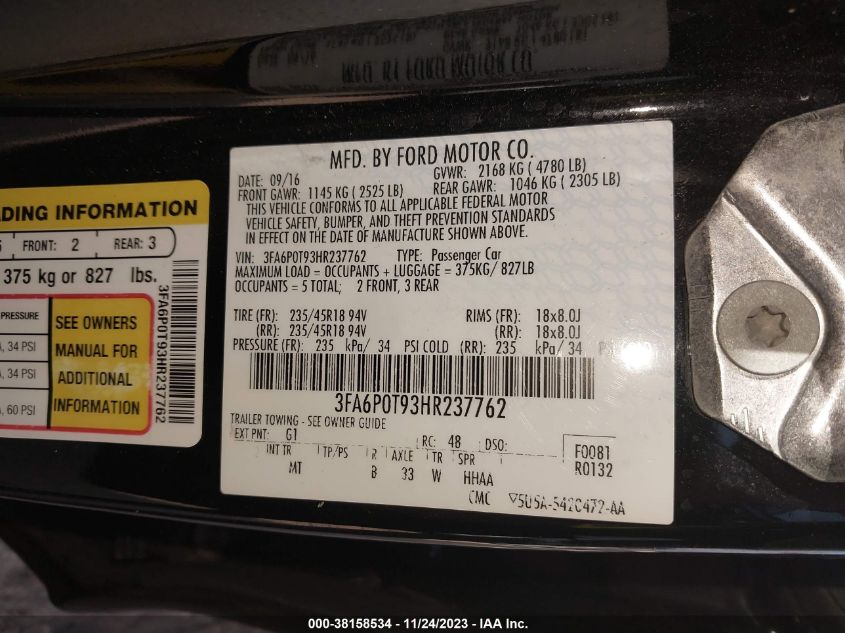 MFD. BY FORD MOTOR CO.
DATE: 09/16
GVWR: 2168 KG ( 4780 LB)
FRONT GAWR: 1145 KG ( 2525 LB)
REAR GAWR: 1046 KG ( 2305 LB)
THIS VEHICLE CONFORMS TO ALL APPLICABLE FEDERAL MOTOR
VEHICLE SAFETY, BUMPER, AND THEFT PREVENTION STANDARDS
IN EFFECT ON THE DATE OF MANUFACTURE SHOWN ABOVE.
VIN: 3FA6P0T93HR237762 TYPE: Passenger Car
MAXIMUM LOAD = OCCUPANTS + LUGGAGE = 375KG/ 827LB
OCCUPANTS = 5 TOTAL; 2 FRONT, 3 REAR
TIRE (FR): 235/45R18 94V RIMS (FR): 18x8.0J
(RR): 235/45R18 94V (RR): 18x8.0J
PRESSURE (FR): 235 kPa/ 34 PSI COLD (RR): 235 kPa/ 34
3FA6P0T93HR237762
TRAILER TOWING - SEE OWNER GUIDE
EXT PNT: G1 RC: 48 DSO:
F0081
R0132
INT TR TP/PS R AXLE TR SPR
MT B 33 W HHAA
CMC 5U5A-5420472-AA
ADING INFORMATION
FRONT: 2 REAR: 3
375 kg or 827 lbs.
PRESSURE
SEE OWNERS
MANUAL FOR
ADDITIONAL
INFORMATION
34 PSI
34 PSI
60 PSI
3FA6P0T93HR237762
000-38158534 — 11/24/2023 — IAA Inc.